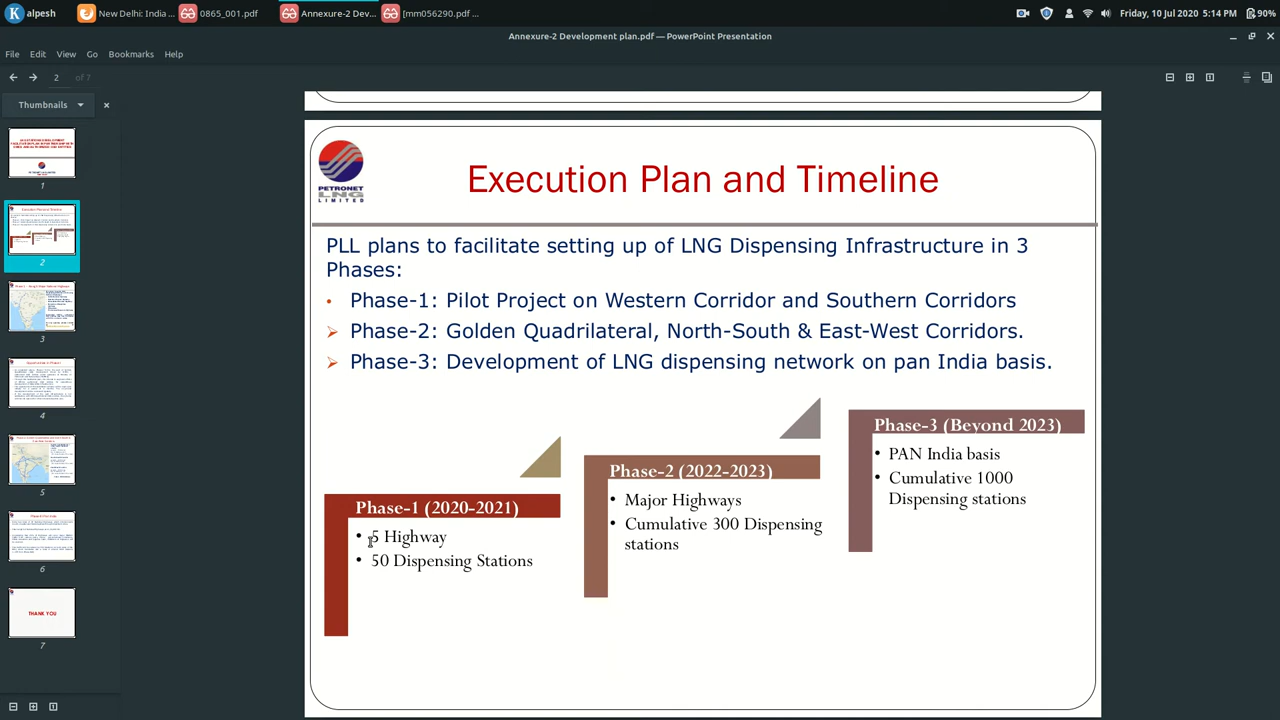 alpesh
New Delhi: India ...
0865_001.pdf
Annexure-2 Dev...
[mm056290.pdf ...
Friday, 10 Jul 2020
5:14 PM
90%
Annexure-2 Development plan.pdf — PowerPoint Presentation
File Edit View Go Bookmarks Help
2 of 7
Thumbnails
1
2
3
4
5
6
THANK YOU
7
PETRONET
LNG
LIMITED
Execution Plan and Timeline
PLL plans to facilitate setting up of LNG Dispensing Infrastructure in 3
Phases:
• Phase-1: Pilot Project on Western Corridor and Southern Corridors
➢ Phase-2: Golden Quadrilateral, North-South & East-West Corridors.
➢ Phase-3: Development of LNG dispensing network on pan India basis.
Phase-1 (2020-2021)
• 5 Highway
• 50 Dispensing Stations
Phase-2 (2022-2023)
• Major Highways
• Cumulative 300 Dispensing
stations
Phase-3 (Beyond 2023)
• PAN India basis
• Cumulative 1000
Dispensing stations